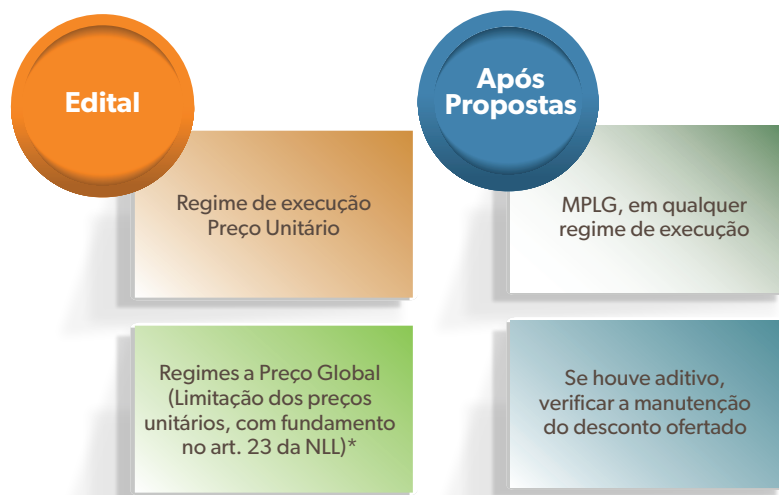 Edital
Regime de execução
Preço Unitário
Regimes a Preço Global
(Limitação dos preços
unitários, com fundamento
no art. 23 da NLL)*
Após
Propostas
MPLG, em qualquer
regime de execução
Se houve aditivo,
verificar a manutenção
do desconto ofertado